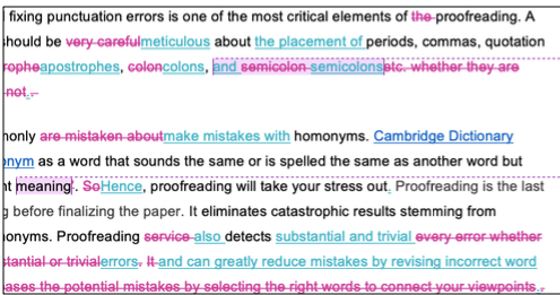 fixing punctuation errors is one of the most critical elements of the proofreading. A
should be very carefulmeticulous about the placement of periods, commas, quotation
ropheapostrophes, coloncolons, and semicolon semicolonsetc. whether they are
not..
only are mistaken aboutmake mistakes with homonyms. Cambridge Dictionary
onym as a word that sounds the same or is spelled the same as another word but
nt meaning. SoHence, proofreading will take your stress out. Proofreading is the last
g before finalizing the paper. It eliminates catastrophic results stemming from
onyms. Proofreading service also detects substantial and trivial every error whether
stantial or trivialerrors. It and can greatly reduce mistakes by revising incorrect word
ases the potential mistakes by selecting the right words to connect your viewpoints..